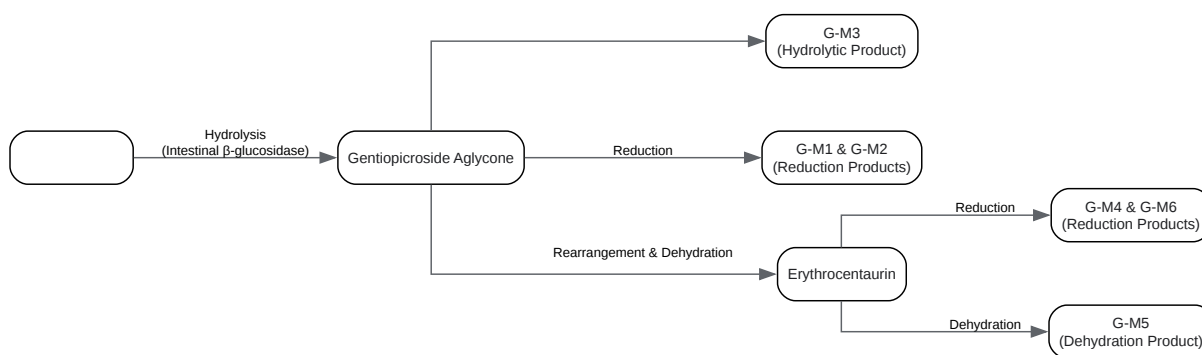 G-M3
(Hydrolytic Product)
Hydrolysis
(Intestinal β-glucosidase)
Gentiopicroside Aglycone
Reduction
G-M1 & G-M2
(Reduction Products)
Reduction
G-M4 & G-M6
(Reduction Products)
Rearrangement & Dehydration
Erythrocentaurin
Dehydration
G-M5
(Dehydration Product)